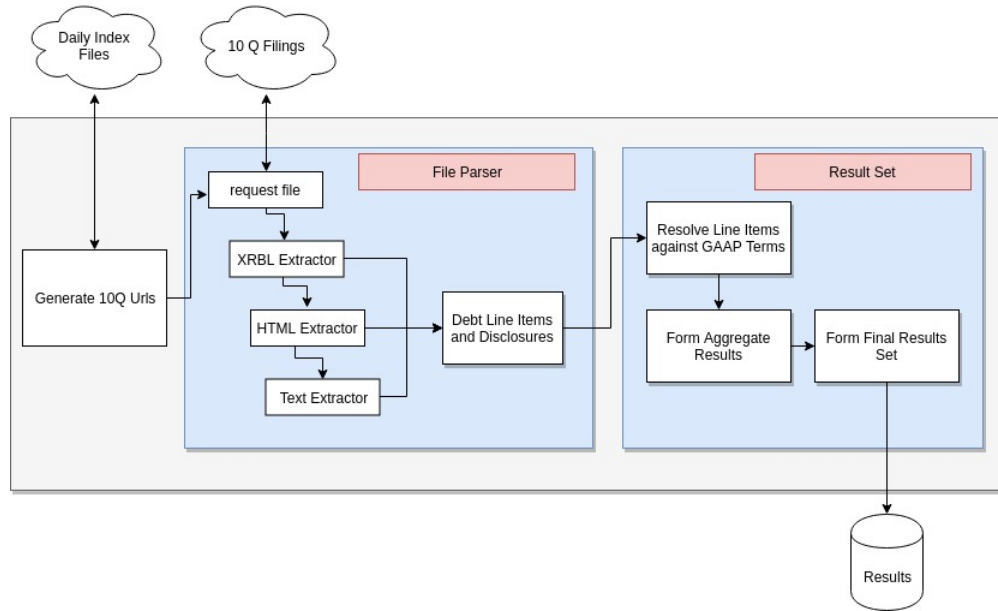 Daily Index
Files
10 Q Filings
File Parser
Result Set
request file
XRBL Extractor
HTML Extractor
Text Extractor
Generate 10Q Urls
Debt Line Items
and Disclosures
Resolve Line Items
against GAAP Terms
Form Aggregate
Results
Form Final Results
Set
Results